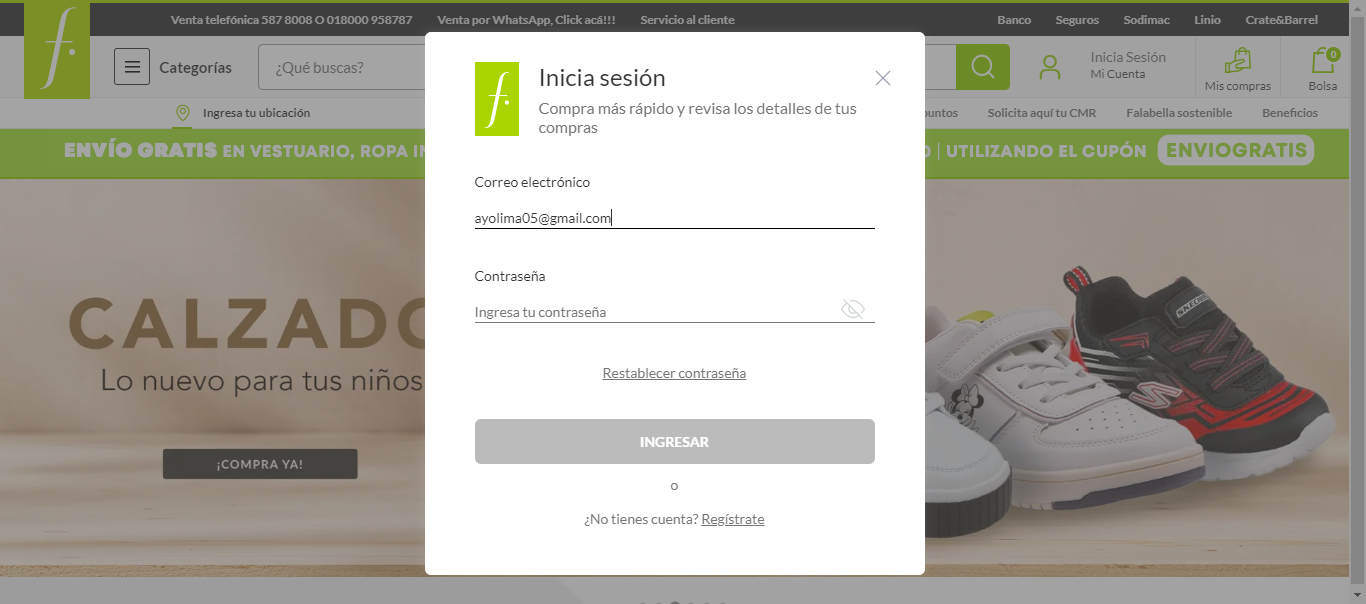 Venta telefónica 587 8008 O 018000 958787 Venta por WhatsApp, Click acá!!! Servicio al cliente Banco Seguros Sodimac Linio Crate&Barrel
f.
Categorías
¿Qué buscas?
Inicia Sesión
Mi Cuenta
Mis compras
0
Bolsa
Ingresa tu ubicación
Solicita aquí tu CMR Falabella sostenible Beneficios
ENVÍO GRATIS EN VESTUARIO, ROPA
| UTILIZANDO EL CUPÓN ENVIOGRATIS
CALZADO
Lo nuevo para tus niños
¡COMPRA YA!
SKECHERS
f.
Inicia sesión
Compra más rápido y revisa los detalles de tus
compras
Correo electrónico
ayolima05@gmail.com
Contraseña
Ingresa tu contraseña
Restablecer contraseña
INGRESAR
o
¿No tienes cuenta? Regístrate